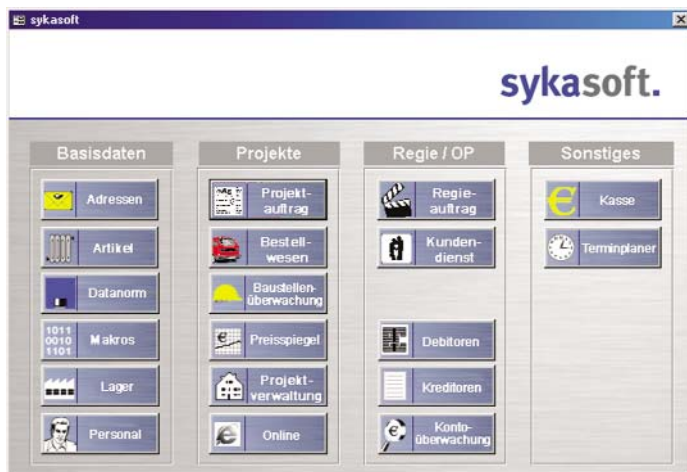 sykasoft
sykasoft.
Basisdaten
Adressen
Artikel
Datanorm
1011
0010
1101
Makros
Lager
Personal
Projekte
Projekt-
auftrag
Bestell-
wesen
Baustellen-
überwachung
Preisspiegel
Projekt-
verwaltung
Online
Regie / OP
Regie-
auftrag
Kunden-
dienst
Debitoren
Kreditoren
Konto-
überwachung
Sonstiges
Kasse
Terminplaner